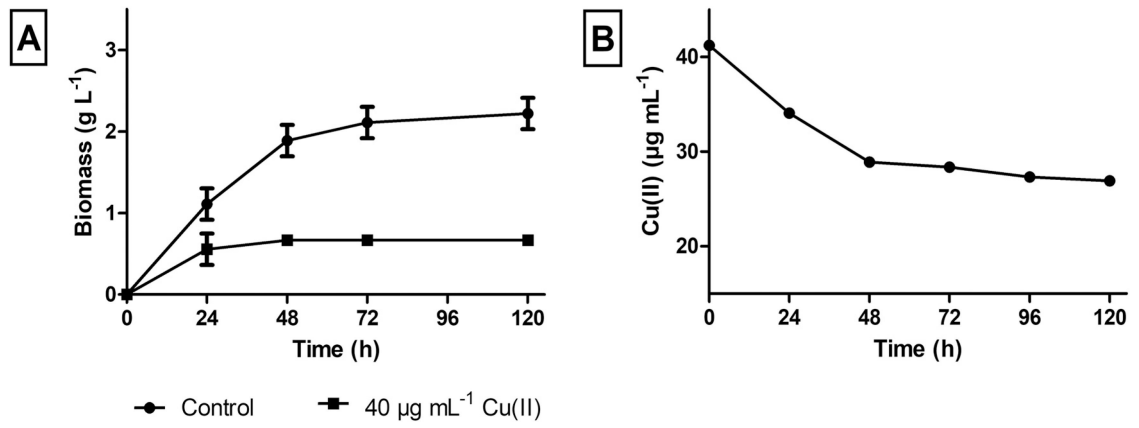 A
Biomass (g L⁻¹)
3
2
1
0
0 24 48 72 96 120
Time (h)
B
Cu(II) (µg mL⁻¹)
40
30
20
0 24 48 72 96 120
Time (h)
Control 40 µg mL⁻¹ Cu(II)